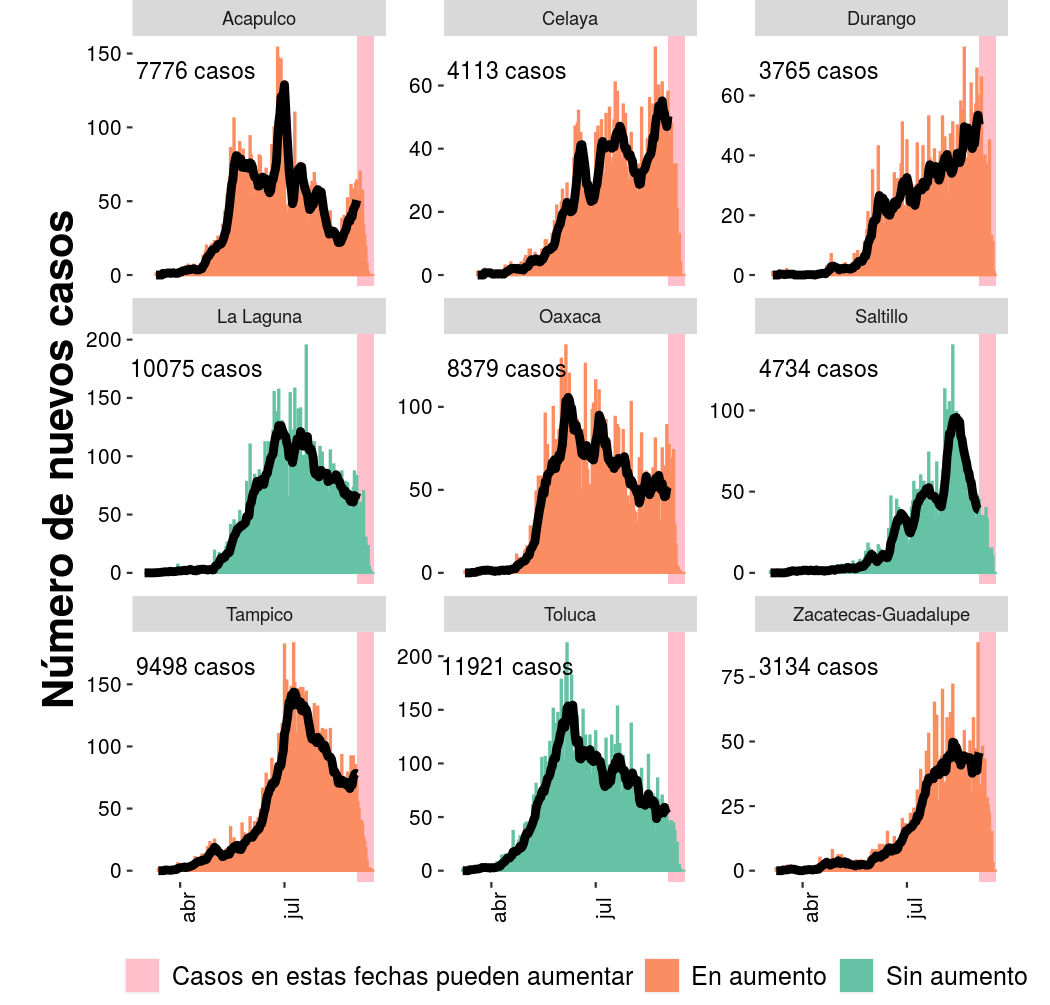 Número de nuevos casos
Acapulco
7776 casos
150
100
50
0
Celaya
4113 casos
60
40
20
0
Durango
3765 casos
60
40
20
0
La Laguna
10075 casos
200
150
100
50
0
Oaxaca
8379 casos
100
50
0
Saltillo
4734 casos
100
50
0
Tampico
9498 casos
150
100
50
0
abr
jul
Toluca
11921 casos
200
150
100
50
0
abr
jul
Zacatecas-Guadalupe
3134 casos
75
50
25
0
abr
jul
Casos en estas fechas pueden aumentar
En aumento
Sin aumento